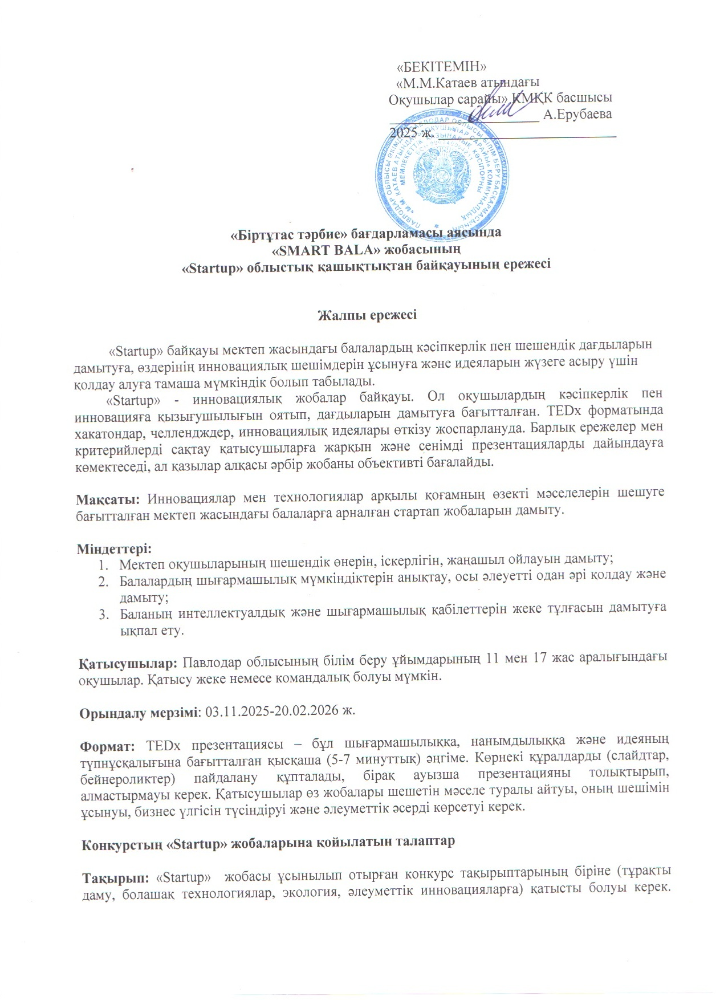 «БЕКІТЕМІН»
«М.М.Катаев атындағы
Оқушылар сарайы» КМҚК басшысы
____________________ А.Ерубаева
2025 ж. ________________________
«Біртұтас тәрбие» бағдарламасы аясында
«SMART BALA» жобасының
«Startup» облыстық қашықтықтан байқауының ережесі
Жалпы ережесі
«Startup» байқауы мектеп жасындағы балалардың кәсіпкерлік пен шешендік дағдыларын
дамытуға, өздерінің инновациялық шешімдерін ұсынуға және идеяларын жүзеге асыру үшін
қолдау алуға тамаша мүмкіндік болып табылады.
«Startup» - инновациялық жобалар байқауы. Ол оқушылардың кәсіпкерлік пен
инновацияға қызығушылығын оятып, дағдыларын дамытуға бағытталған. TEDx форматында
хакатондар, челлендждер, инновациялық идеялары өткізу жоспарлануда. Барлық ережелер мен
критерийлерді сақтау қатысушыларға жарқын және сенімді презентацияларды дайындауға
көмектеседі, ал қазылар алқасы әрбір жобаны объективті бағалайды.
Мақсаты: Инновациялар мен технологиялар арқылы қоғамның өзекті мәселелерін шешуге
бағытталған мектеп жасындағы балаларға арналған стартап жобаларын дамыту.
Міндеттері:
1. Мектеп оқушыларының шешендік өнерін, іскерлігін, жаңашыл ойлауын дамыту;
2. Балалардың шығармашылық мүмкіндіктерін анықтау, осы әлеуетті одан әрі қолдау және
дамыту;
3. Баланың интеллектуалдық және шығармашылық қабілеттерін жеке тұлғасын дамытуға
ықпал ету.
Қатысушылар: Павлодар облысының білім беру ұйымдарының 11 мен 17 жас аралығындағы
оқушылар. Қатысу жеке немесе командалық болуы мүмкін.
Орындалу мерзімі: 03.11.2025-20.02.2026 ж.
Формат: TEDx презентациясы – бұл шығармашылыққа, нанымдылыққа және идеяның
түпнұсқалығына бағытталған қысқаша (5-7 минуттық) әңгіме. Көрнекі құралдарды (слайдтар,
бейнероликтер) пайдалану құпталады, бірақ ауызша презентацияны толықтырып,
алмастырмауы керек. Қатысушылар өз жобалары шешетін мәселе туралы айтуы, оның шешімін
ұсынуы, бизнес үлгісін түсіндіруі және әлеуметтік әсерді көрсетуі керек.
Конкурстың «Startup» жобаларына қойылатын талаптар
Тақырып: «Startup» жобасы ұсынылып отырған конкурс тақырыптарының біріне (тұрақты
даму, болашақ технологиялар, экология, әлеуметтік инновацияларға) қатысты болуы керек.